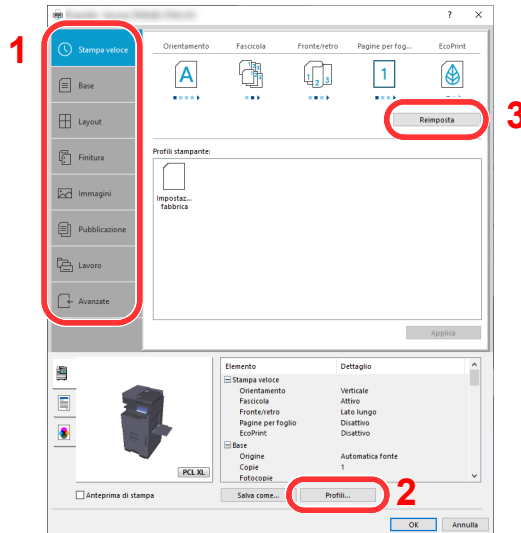 ? ×
1
Stampa veloce
Base
Layout
Finitura
Immagini
Pubblicazione
Lavoro
Avanzate
Orientamento Fascicola Fronte/retro Pagine per fog... EcoPrint
A 1 2 3 1
Reimposta
3
Profili stampante:
Impostaz...
fabbrica
Applica
Elemento Dettaglio
Stampa veloce
Orientamento Verticale
Fascicola Attivo
Fronte/retro Lato lungo
Pagine per foglio Disattivo
EcoPrint Disattivo
Base
Origine Automatica fonte
Copie 1
Fotocopie
PCL XL
Anteprima di stampa
Salva come... Profili... 2
OK Annulla